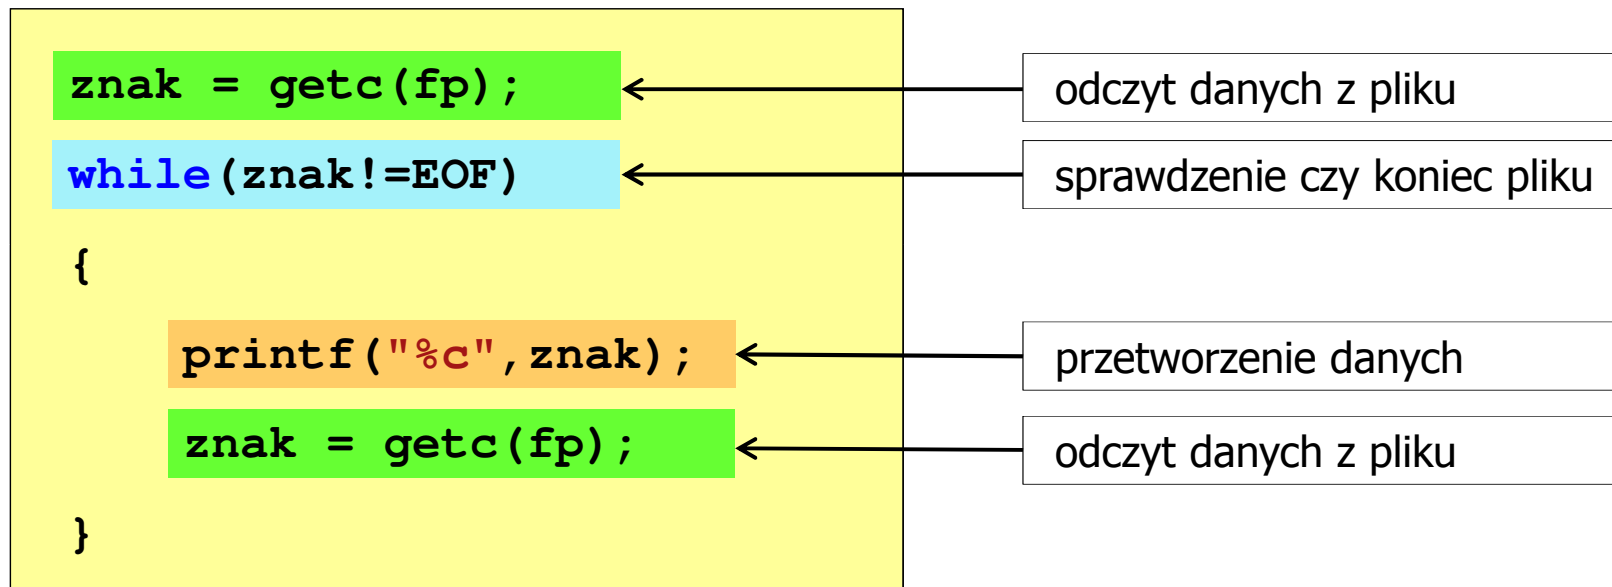 znak = getc(fp);
odczyt danych z pliku
while(znak!=EOF)
sprawdzenie czy koniec pliku
{
printf("%c",znak);
przetworzenie danych
znak = getc(fp);
odczyt danych z pliku
}